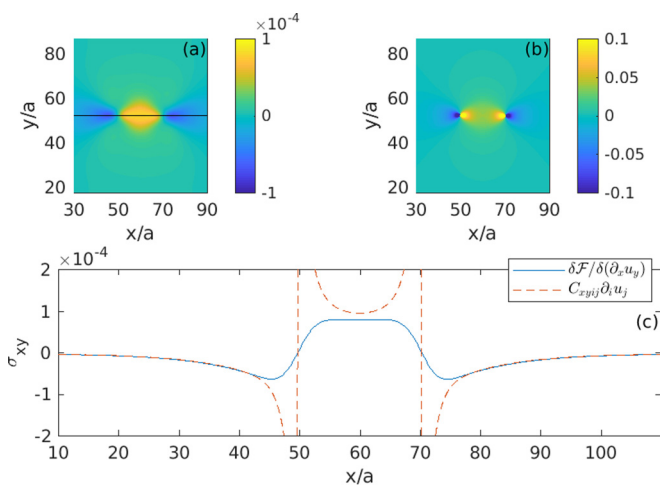 ×10⁻⁴
(a)
y/a
80
60
40
20
30 50 70 90
x/a
1
0
-1
(b)
y/a
80
60
40
20
30 50 70 90
x/a
0.1
0.05
0
-0.05
-0.1
×10⁻⁴
σ_xy
2
1
0
-1
-2
δℱ/δ(∂ₓu_y)
C_xyij ∂ᵢu_j
(c)
10 20 30 40 50 60 70 80 90 100
x/a